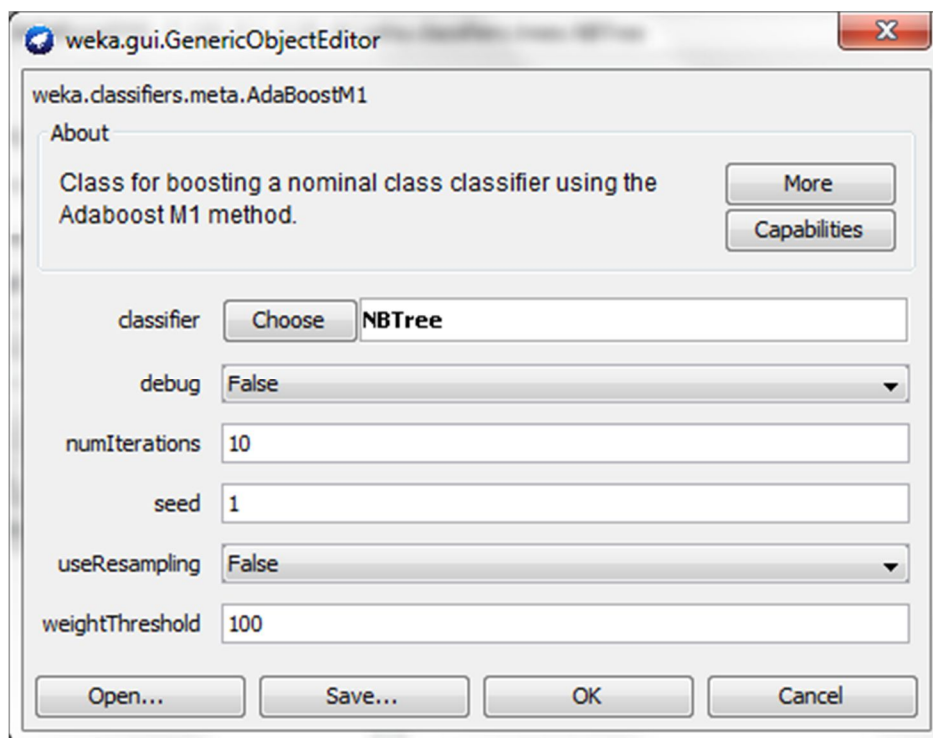 weka.gui.GenericObjectEditor
weka.classifiers.meta.AdaBoostM1
About
Class for boosting a nominal class classifier using the
Adaboost M1 method.
More
Capabilities
classifier Choose NBTree
debug False
numIterations 10
seed 1
useResampling False
weightThreshold 100
Open... Save... OK Cancel